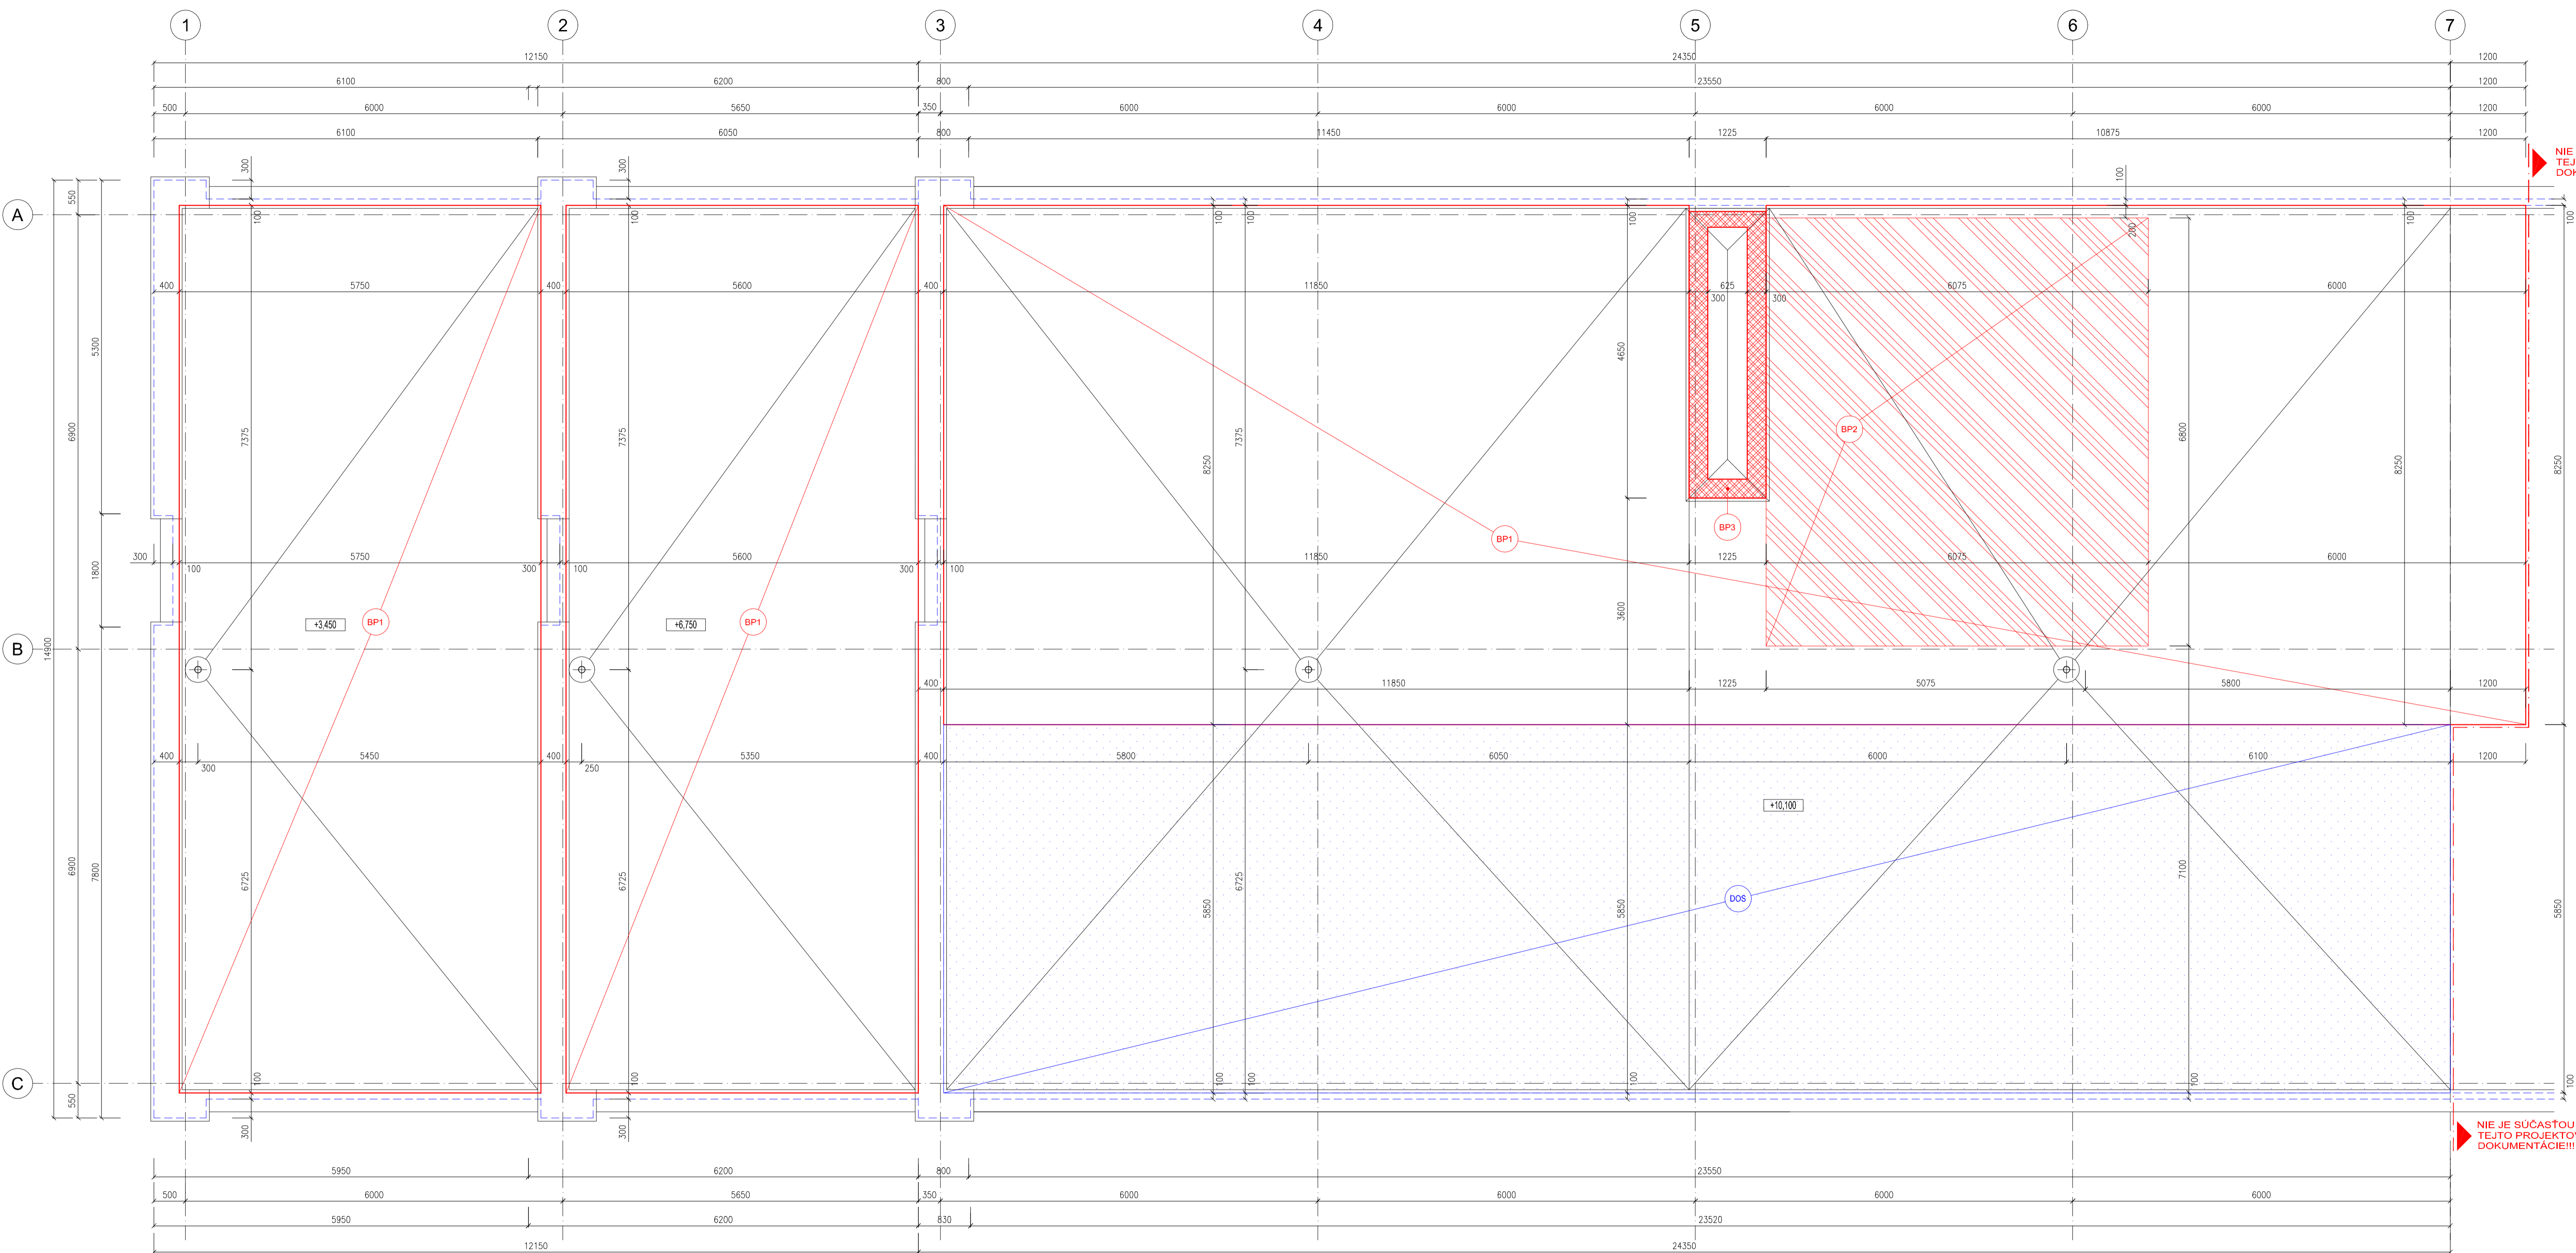 1 2 3 4 5 6 7
12150 24350 1200
6100 6200 800 23550 1200
500 6000 5650 350 6000 6000 6000 6000 1200
6100 6050 800 11450 1225 10875 1200
NIE
TEJ
DOK
300 300 100
550
A
100 100 100 100 100 100 100
200
400 5750 400 5600 400 11850 625 6075 6000
300 300
5300
4650
6900 7375 7375 7375 8250 6800 8250 8250
BP2
BP3
BP1
300 5750 300 5600 300 11850 1225 6075 6000
100 100 100
1800
3600
+3,450 BP1 +6,750 BP1
B
14900
400 11850 1225 5075 5800 1200
400 5450 400 5350 400 5800 6050 6000 6100 1200
300 250
+10,100
6900 7800 6725 6725 6725 5850 5850 7100 5850
DOS
C
100 100 100 100 100 100 100
550
300 300
NIE JE SÚČASŤOU
TEJTO PROJEKTOV
DOKUMENTÁCIE!!!
5950 6200 800 23550
500 6000 5650 350 6000 6000 6000 6000
5950 6200 830 23520
12150 24350